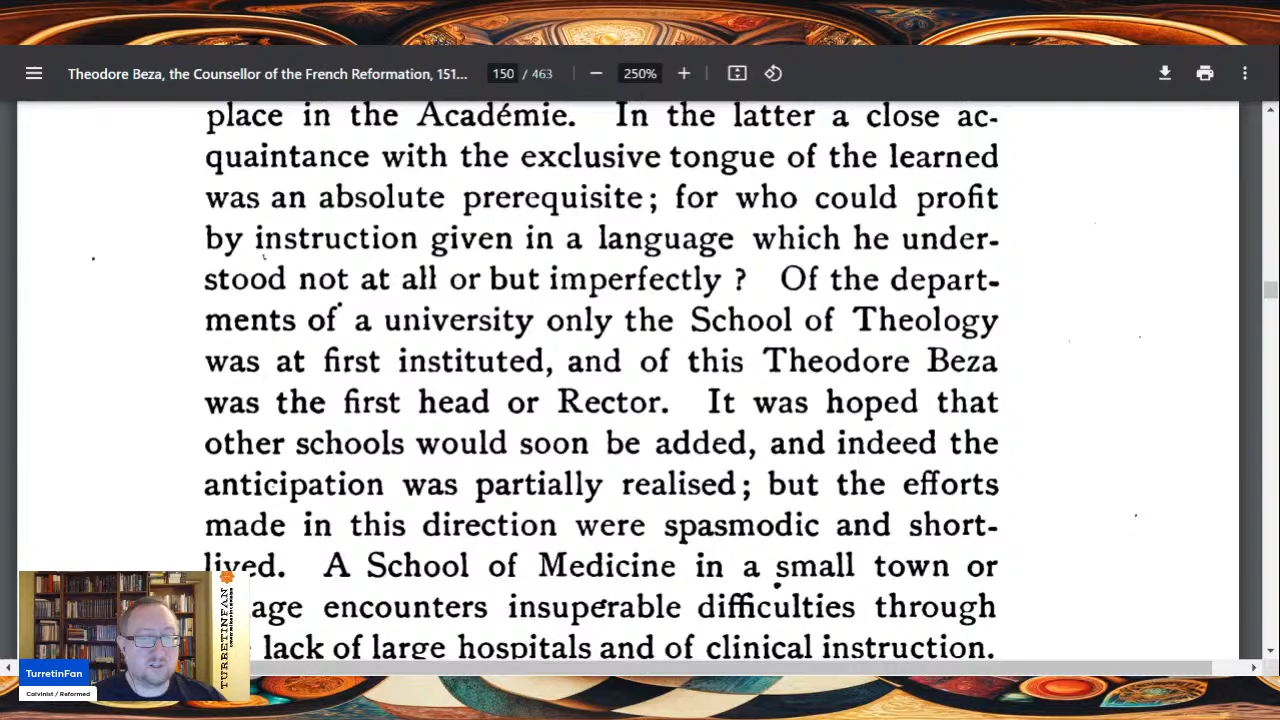 Theodore Beza, the Counsellor of the French Reformation, 151...
150 / 463
250%
place in the Académie. In the latter a close ac-
quaintance with the exclusive tongue of the learned
was an absolute prerequisite; for who could profit
by instruction given in a language which he under-
stood not at all or but imperfectly ? Of the depart-
ments of a university only the School of Theology
was at first instituted, and of this Theodore Beza
was the first head or Rector. It was hoped that
other schools would soon be added, and indeed the
anticipation was partially realised; but the efforts
made in this direction were spasmodic and short-
lived. A School of Medicine in a small town or
age encounters insuperable difficulties through
lack of large hospitals and of clinical instruction.
TURRETINFAN
TurretinFan
Calvinist / Reformed